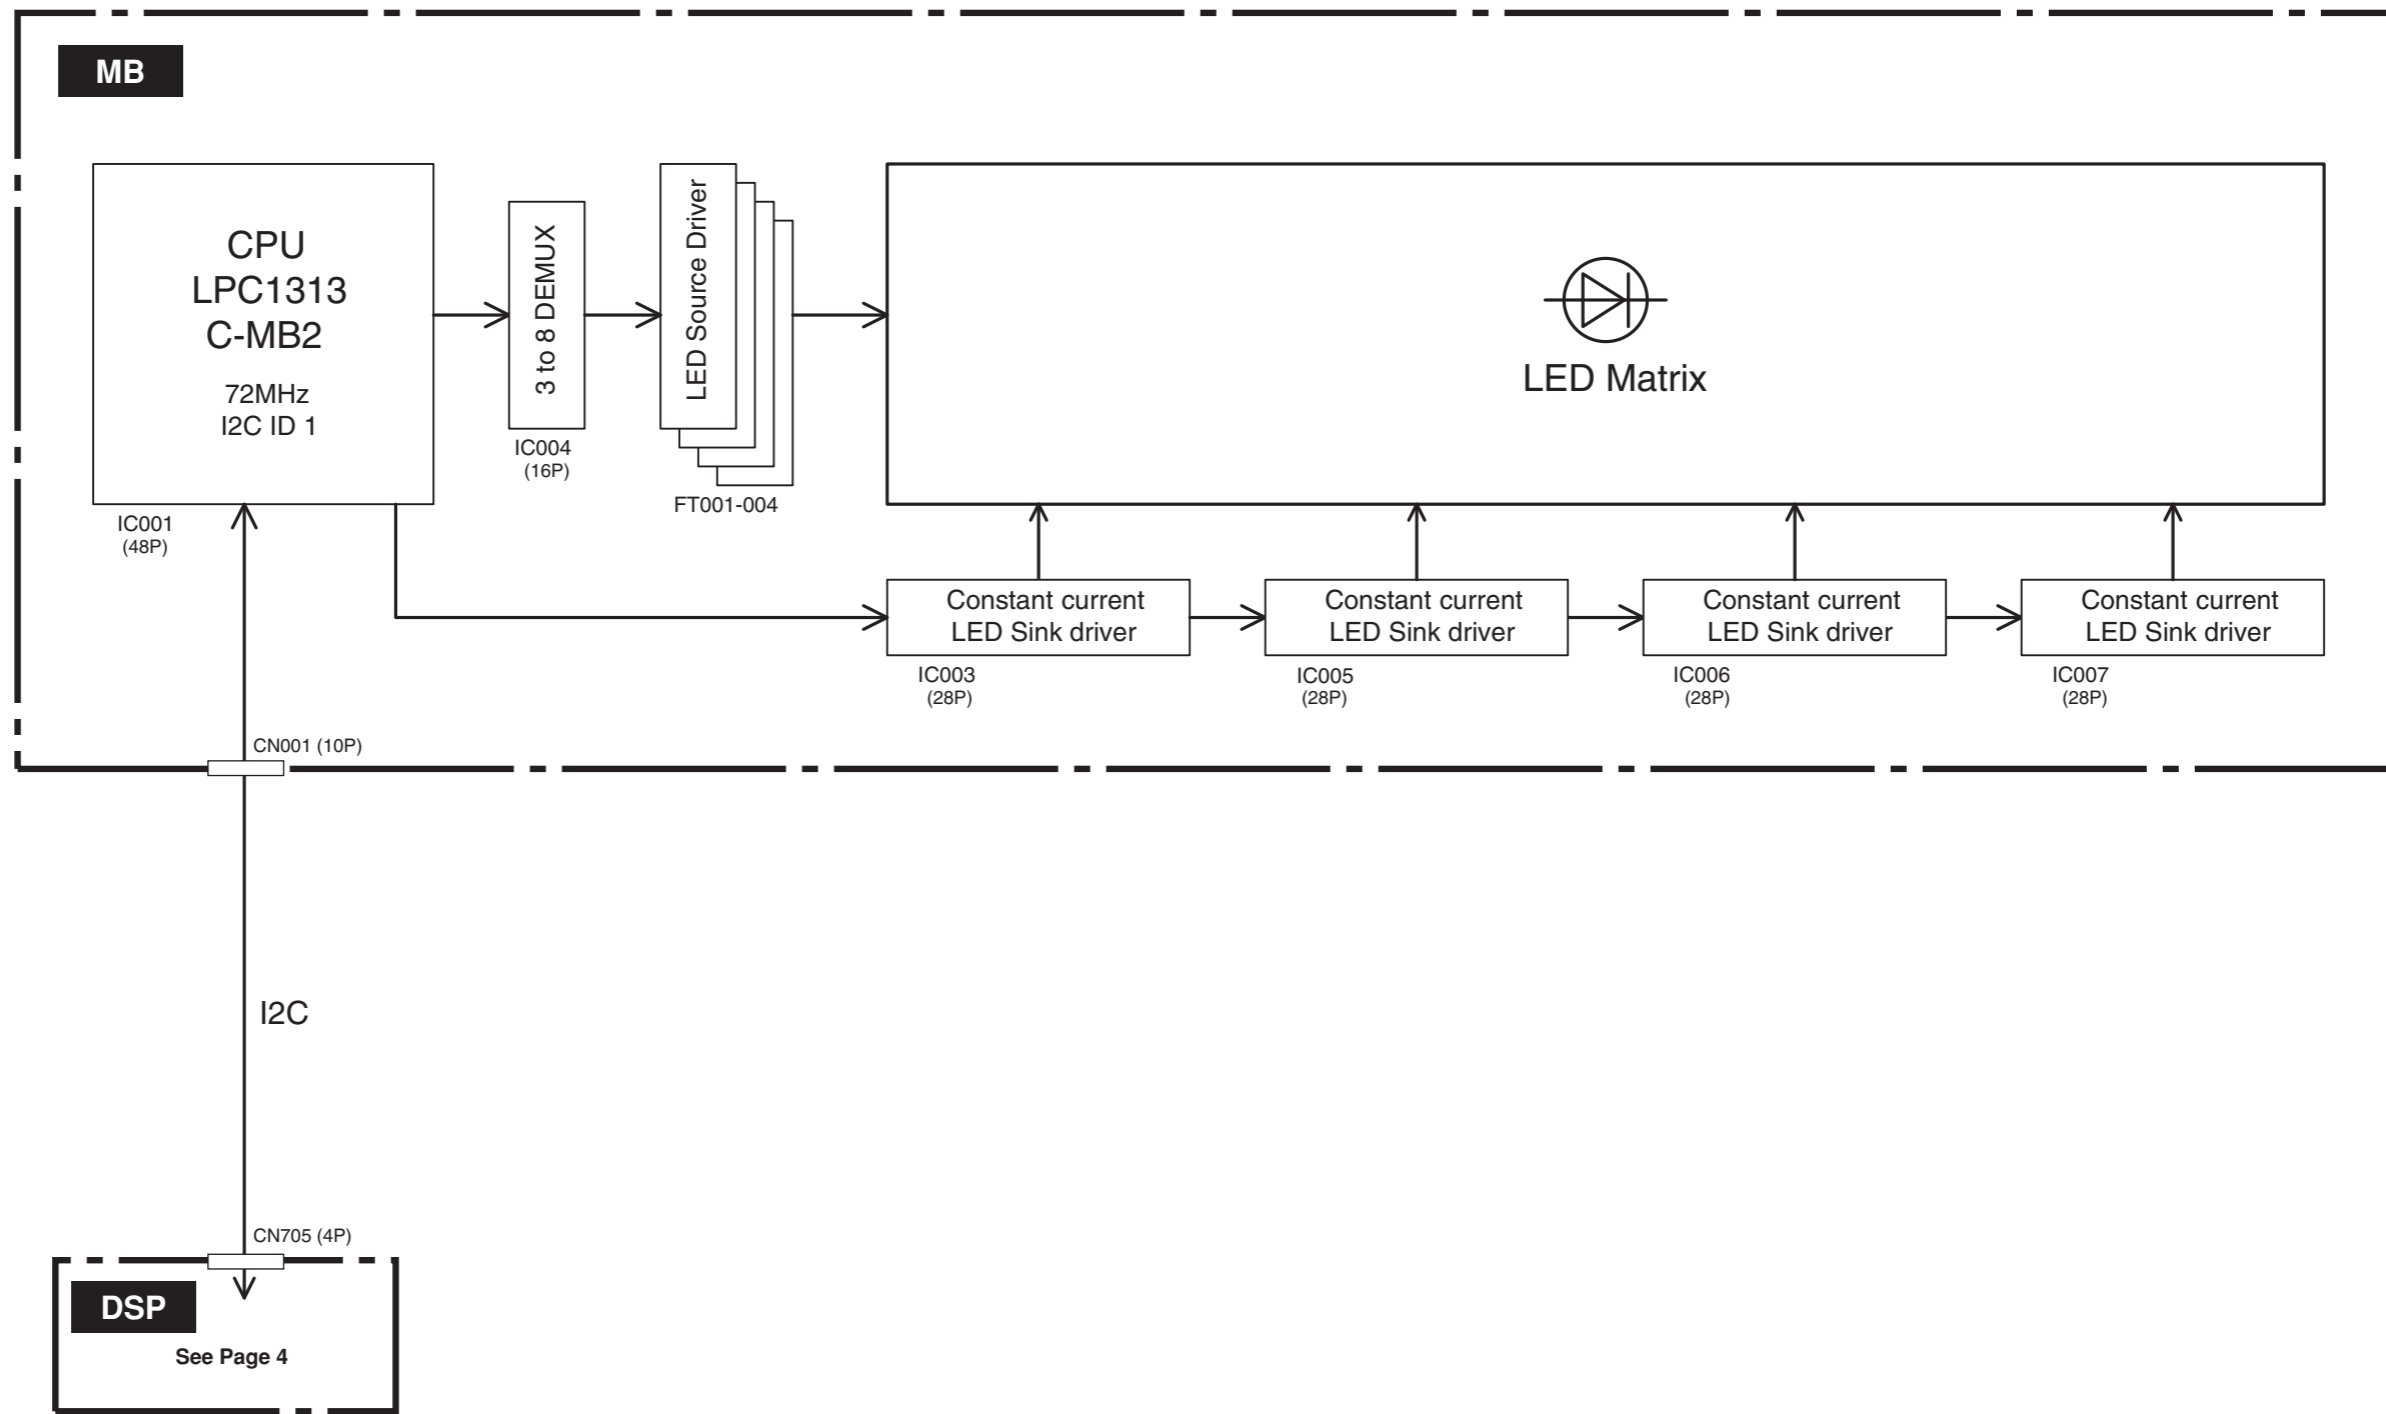 MB
CPU
LPC1313
C-MB2
72MHz
I2C ID 1
IC001
(48P)
3 to 8 DEMUX
IC004
(16P)
LED Source Driver
FT001-004
LED Matrix
Constant current
LED Sink driver
IC003
(28P)
Constant current
LED Sink driver
IC005
(28P)
Constant current
LED Sink driver
IC006
(28P)
Constant current
LED Sink driver
IC007
(28P)
CN001 (10P)
I2C
CN705 (4P)
DSP
See Page 4